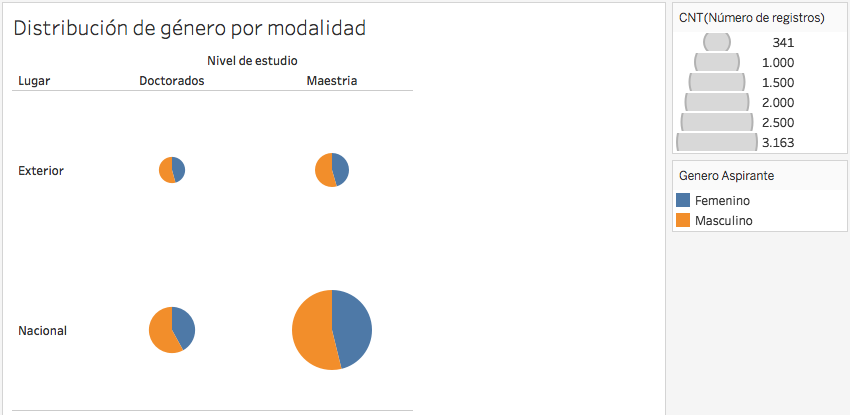 Distribución de género por modalidad
Nivel de estudio
Lugar Doctorados Maestria
Exterior
Nacional
CNT(Número de registros)
341
1.000
1.500
2.000
2.500
3.163
Genero Aspirante
Femenino
Masculino